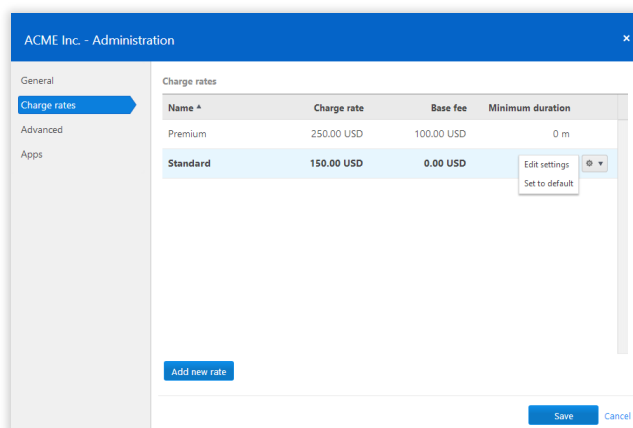 ACME Inc. - Administration ×
General
Charge rates
Advanced
Apps
Charge rates
Name Charge rate Base fee Minimum duration
Premium 250.00 USD 100.00 USD 0 m
Standard 150.00 USD 0.00 USD
Edit settings
Set to default
Add new rate
Save Cancel